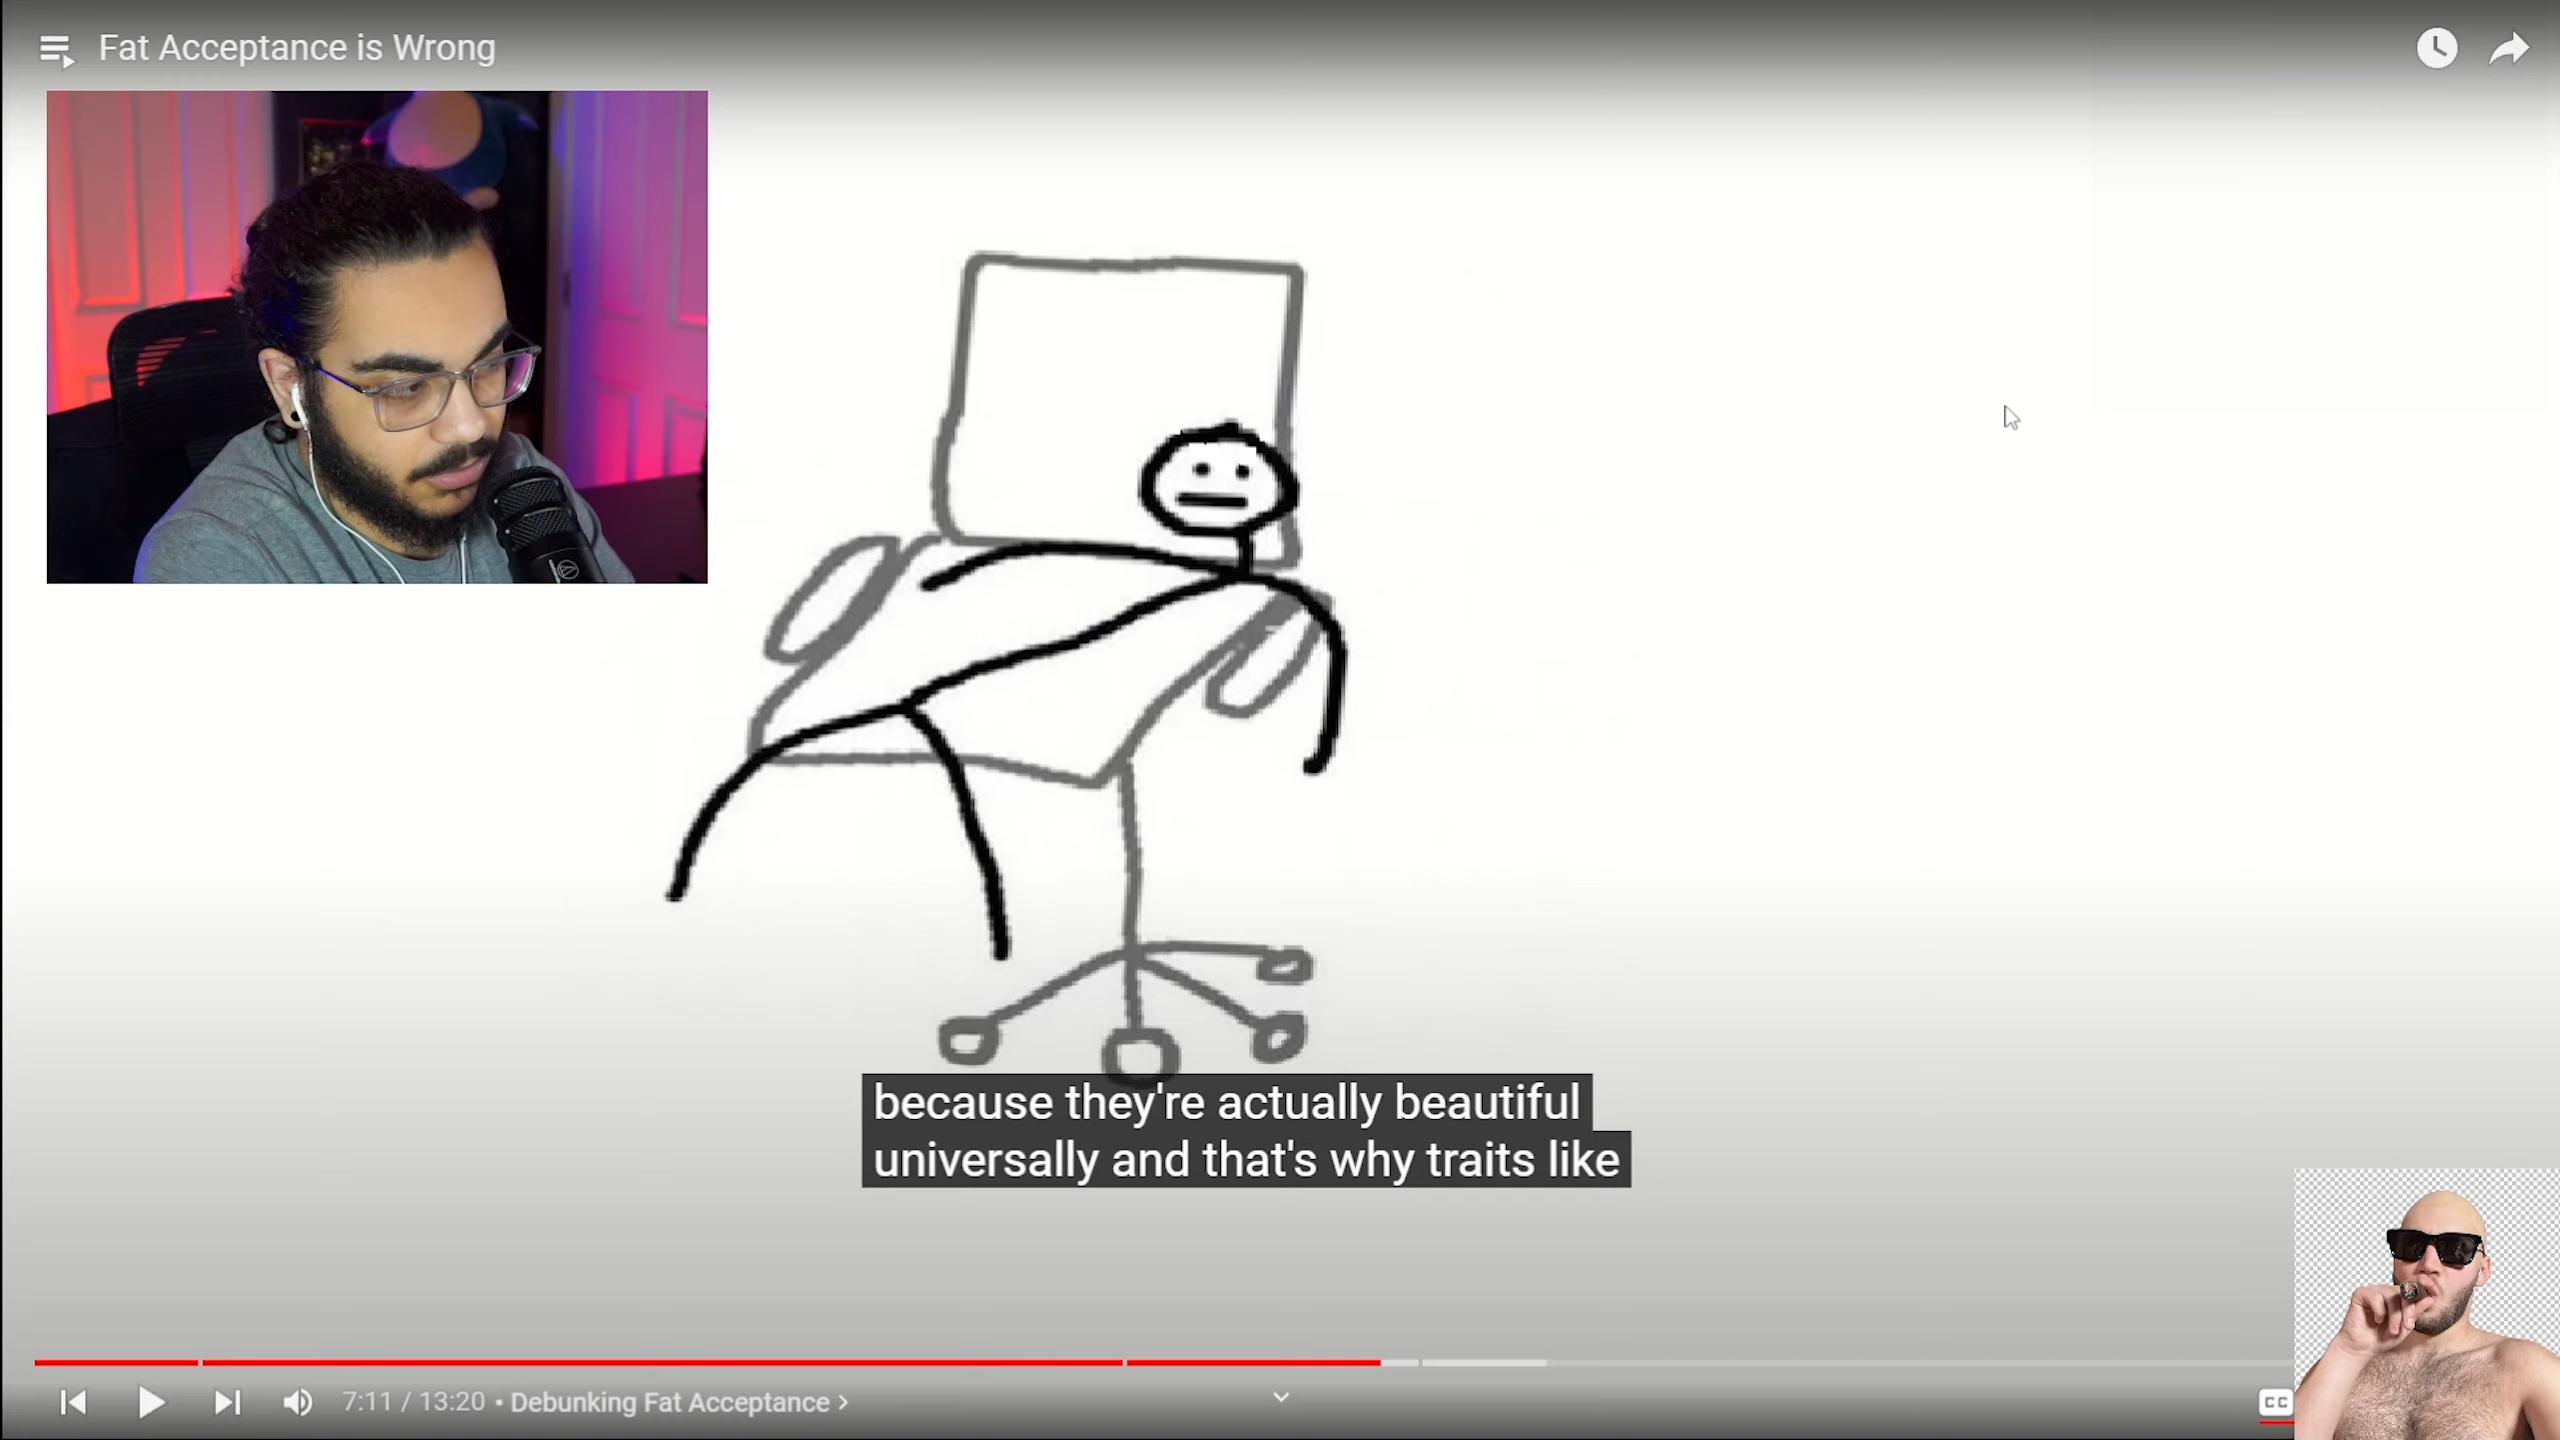 Fat Acceptance is Wrong
because they're actually beautiful
universally and that's why traits like
7:11 / 13:20 • Debunking Fat Acceptance >
CC